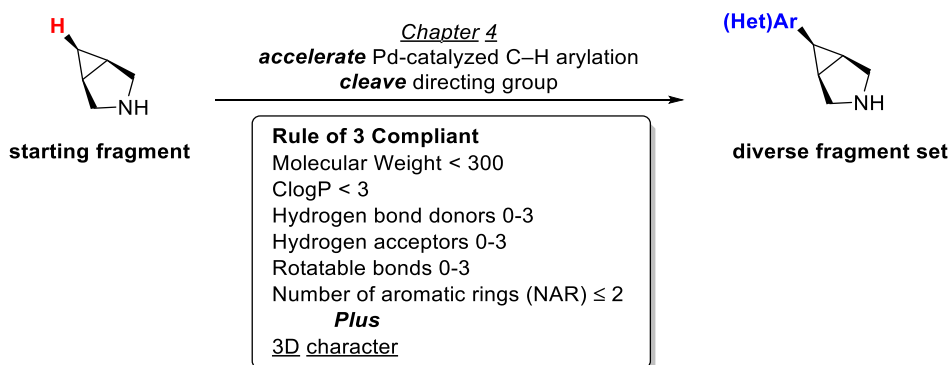 H
NH
starting fragment
Chapter 4
accelerate Pd-catalyzed C–H arylation
cleave directing group
Rule of 3 Compliant
Molecular Weight < 300
ClogP < 3
Hydrogen bond donors 0-3
Hydrogen acceptors 0-3
Rotatable bonds 0-3
Number of aromatic rings (NAR) ≤ 2
Plus
3D character
(Het)Ar
NH
diverse fragment set